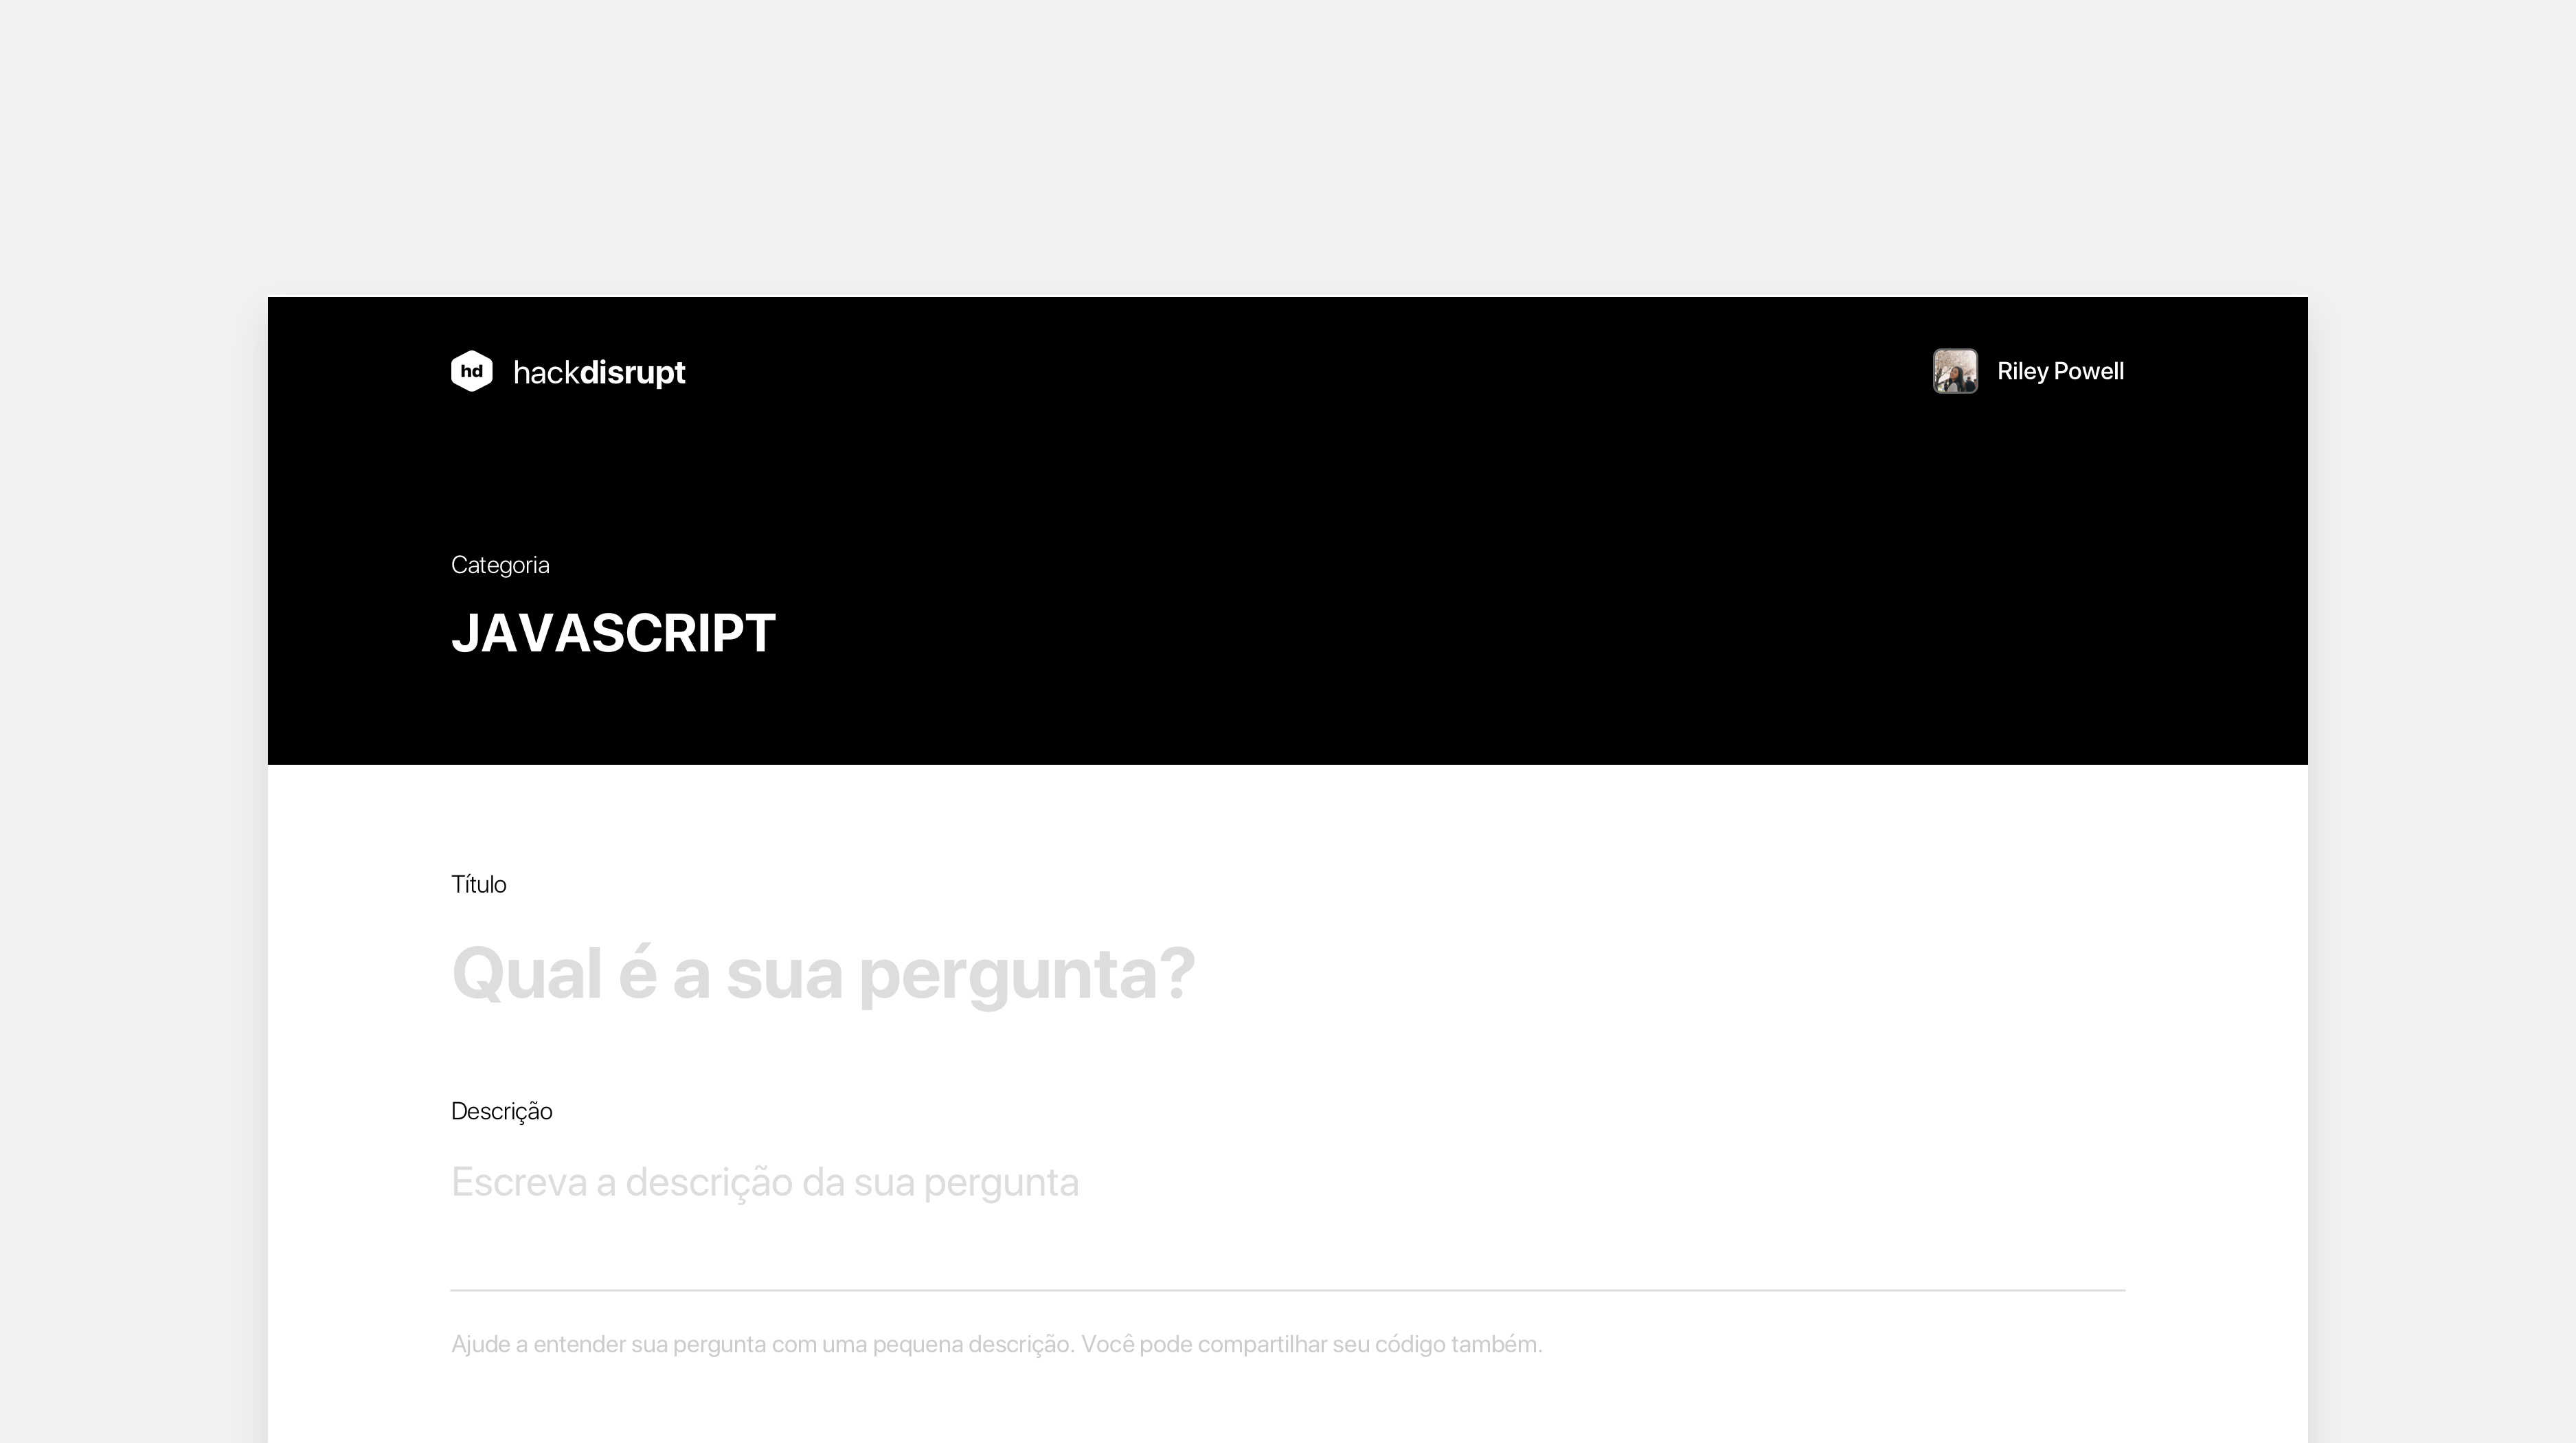 hd hackdisrupt
Riley Powell
Categoria
JAVASCRIPT
Título
Qual é a sua pergunta?
Descrição
Escreva a descrição da sua pergunta
Ajude a entender sua pergunta com uma pequena descrição. Você pode compartilhar seu código também.